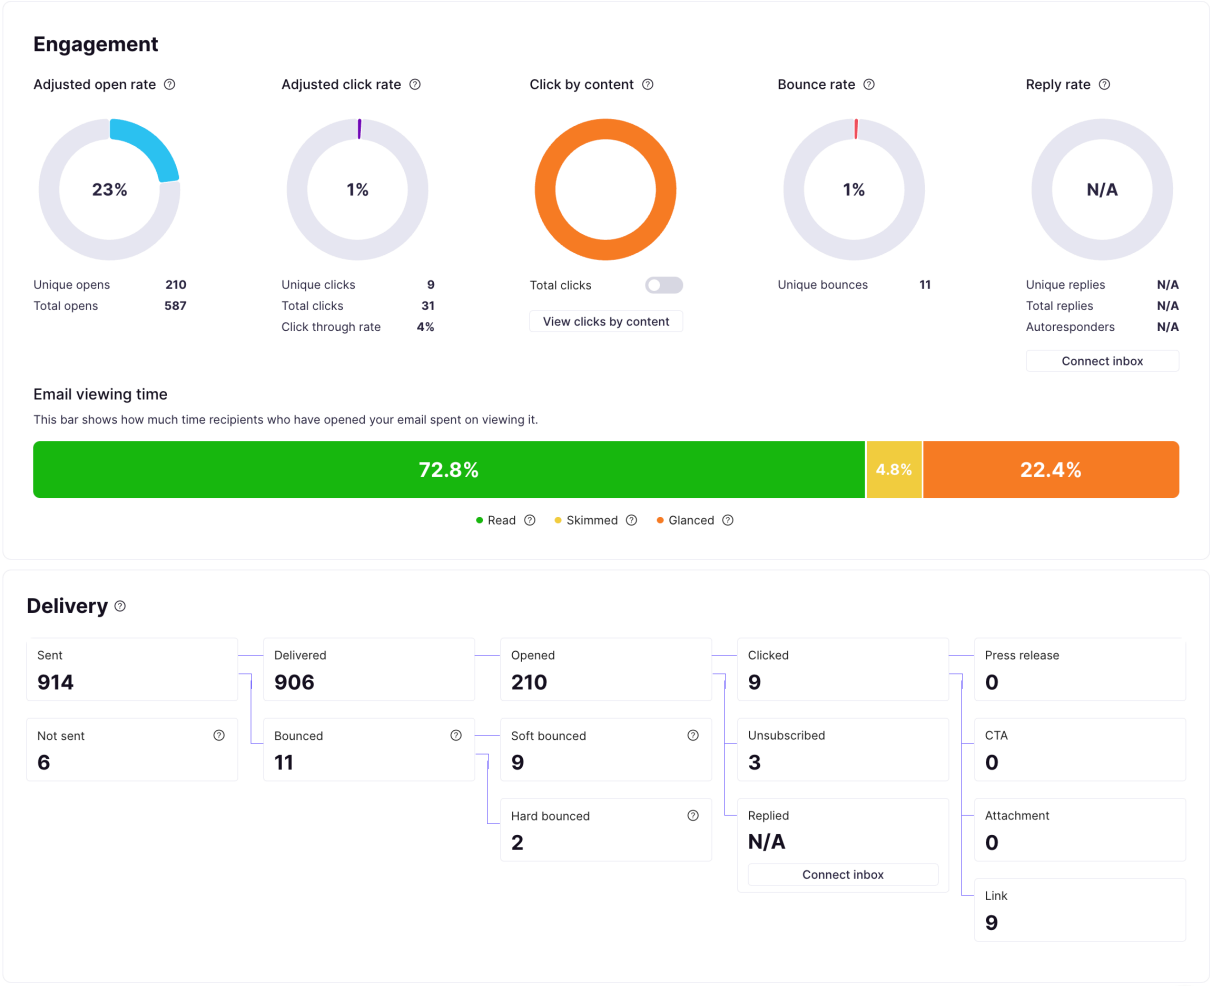 Engagement
Adjusted open rate
Adjusted click rate
Click by content
Bounce rate
Reply rate
23%
1%
1%
N/A
Unique opens 210
Total opens 587
Unique clicks 9
Total clicks 31
Click through rate 4%
Total clicks
View clicks by content
Unique bounces 11
Unique replies N/A
Total replies N/A
Autoresponders N/A
Connect inbox
Email viewing time
This bar shows how much time recipients who have opened your email spent on viewing it.
72.8%
4.8%
22.4%
Read
Skimmed
Glanced
Delivery
Sent
914
Delivered
906
Opened
210
Clicked
9
Press release
0
Not sent
6
Bounced
11
Soft bounced
9
Unsubscribed
3
CTA
0
Hard bounced
2
Replied
N/A
Connect inbox
Attachment
0
Link
9